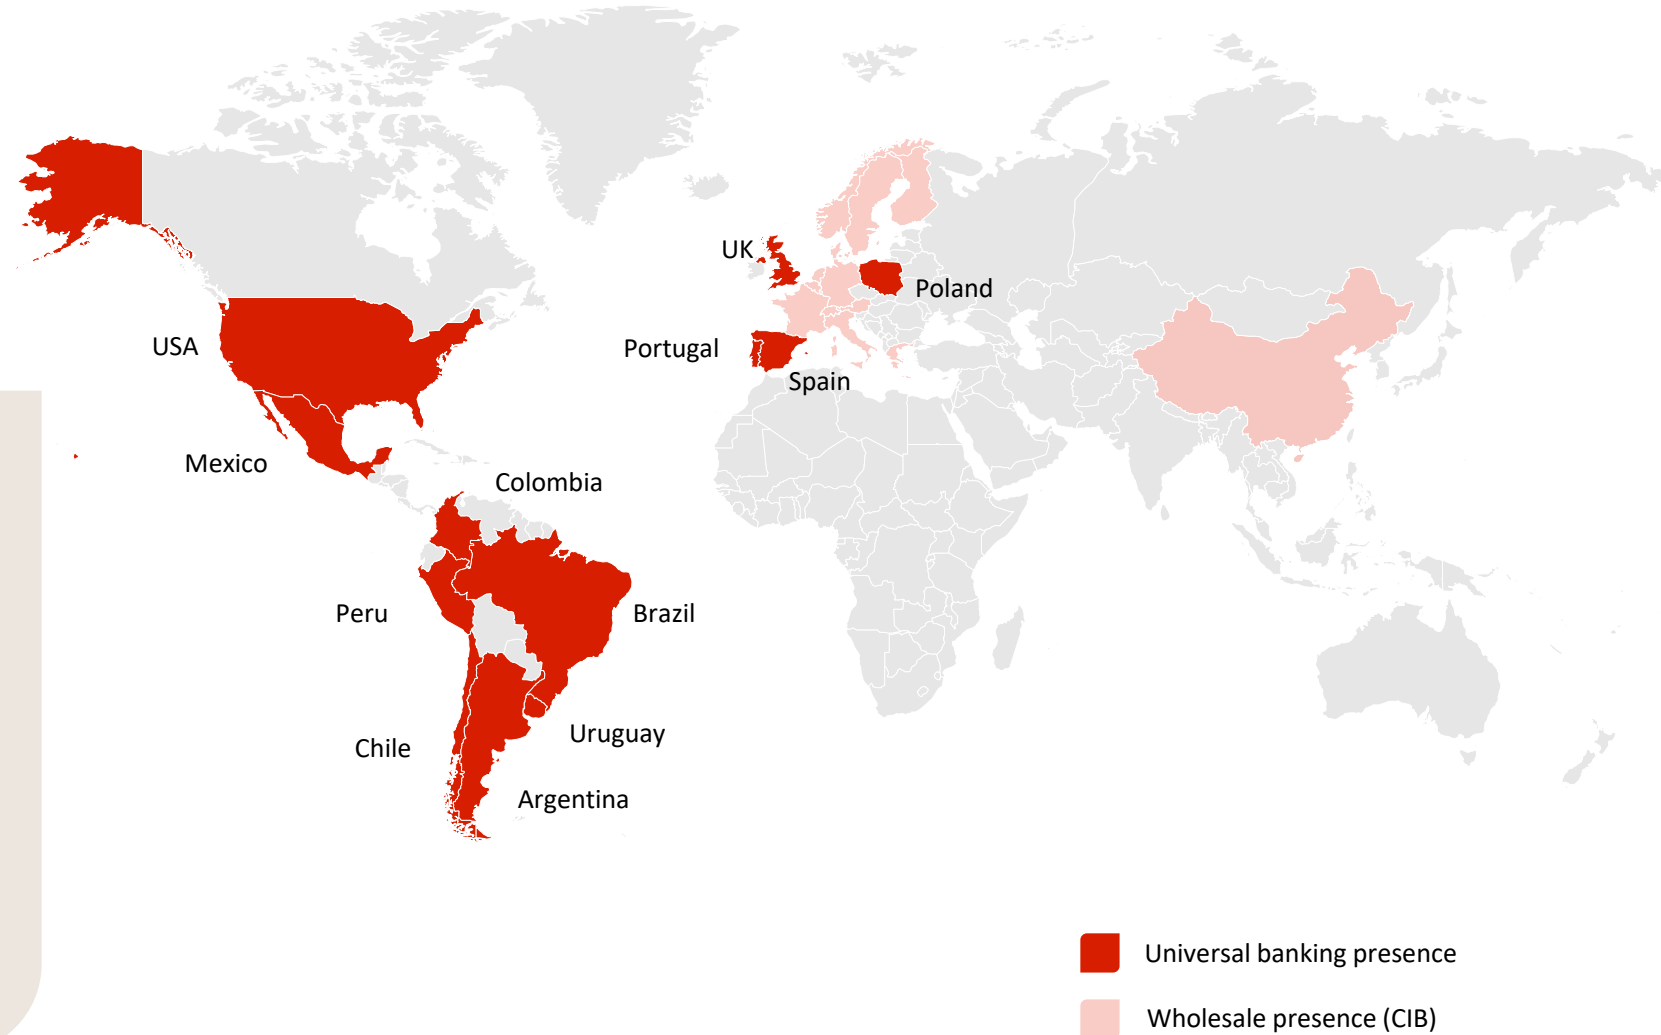 UK
Poland
USA
Portugal
Spain
Mexico
Colombia
Peru
Brazil
Uruguay
Chile
Argentina
Universal banking presence
Wholesale presence (CIB)